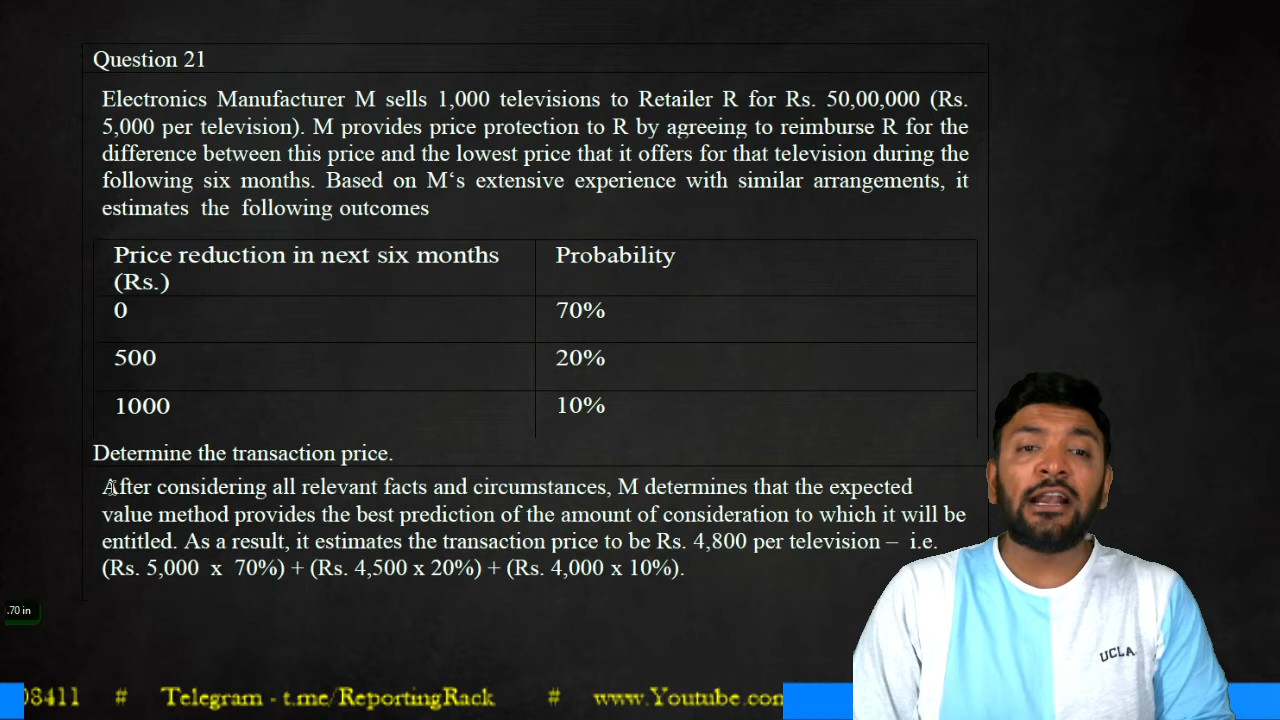 Question 21
Electronics Manufacturer M sells 1,000 televisions to Retailer R for Rs. 50,00,000 (Rs.
5,000 per television). M provides price protection to R by agreeing to reimburse R for the
difference between this price and the lowest price that it offers for that television during the
following six months. Based on M‘s extensive experience with similar arrangements, it
estimates the following outcomes
Price reduction in next six months (Rs.)
Probability
0
70%
500
20%
1000
10%
Determine the transaction price.
After considering all relevant facts and circumstances, M determines that the expected
value method provides the best prediction of the amount of consideration to which it will be
entitled. As a result, it estimates the transaction price to be Rs. 4,800 per television – i.e.
(Rs. 5,000 x 70%) + (Rs. 4,500 x 20%) + (Rs. 4,000 x 10%).
.70 in
UCLA
8411 # Telegram - t.me/ReportingRack # www.Youtube.con